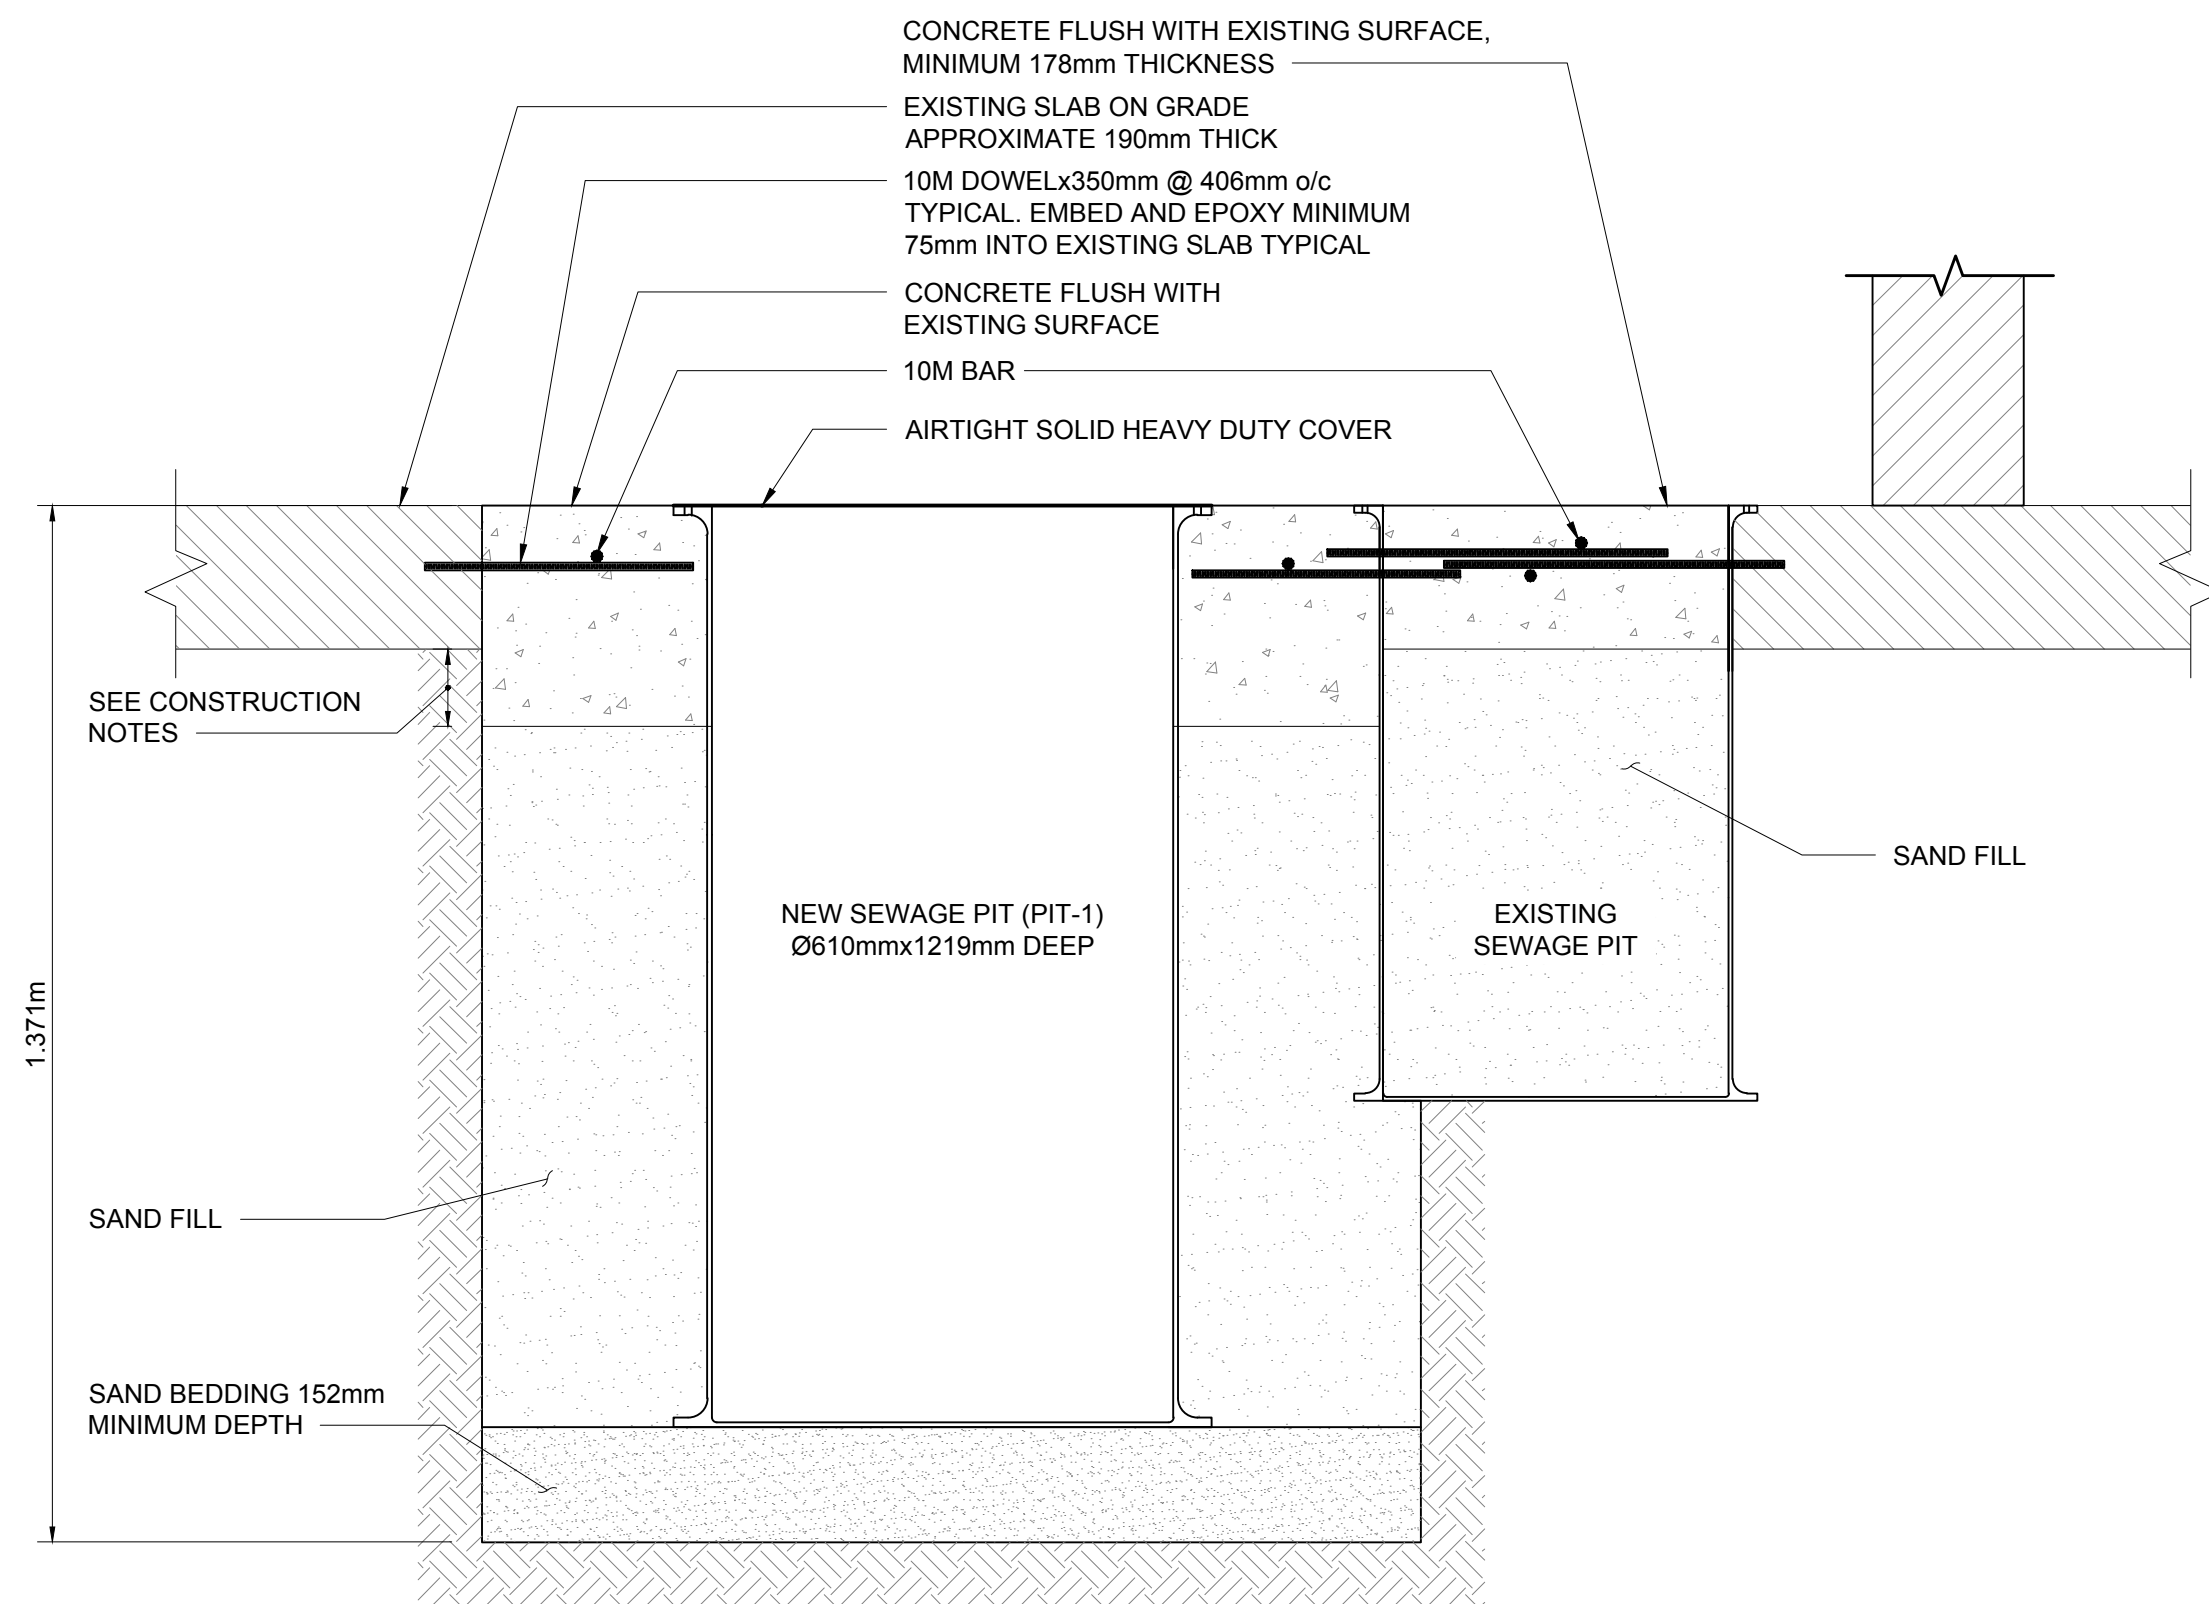 CONCRETE FLUSH WITH EXISTING SURFACE,
MINIMUM 178mm THICKNESS
EXISTING SLAB ON GRADE
APPROXIMATE 190mm THICK
10M DOWELx350mm @ 406mm o/c
TYPICAL. EMBED AND EPOXY MINIMUM
75mm INTO EXISTING SLAB TYPICAL
CONCRETE FLUSH WITH
EXISTING SURFACE
10M BAR
AIRTIGHT SOLID HEAVY DUTY COVER
SEE CONSTRUCTION
NOTES
SAND FILL
NEW SEWAGE PIT (PIT-1)
Ø610mmx1219mm DEEP
EXISTING
SEWAGE PIT
1.371m
SAND FILL
SAND BEDDING 152mm
MINIMUM DEPTH